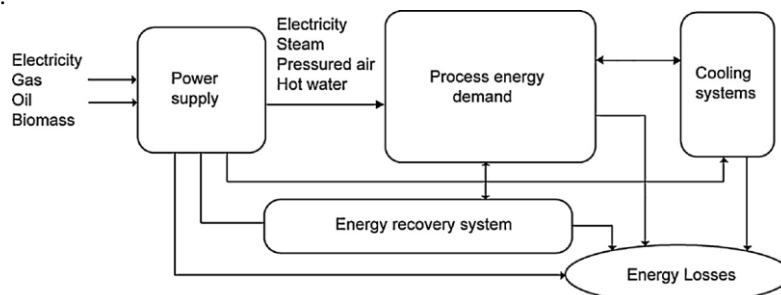 Electricity
Gas
Oil
Biomass
Power
supply
Electricity
Steam
Pressured air
Hot water
Process energy
demand
Cooling
systems
Energy recovery system
Energy Losses